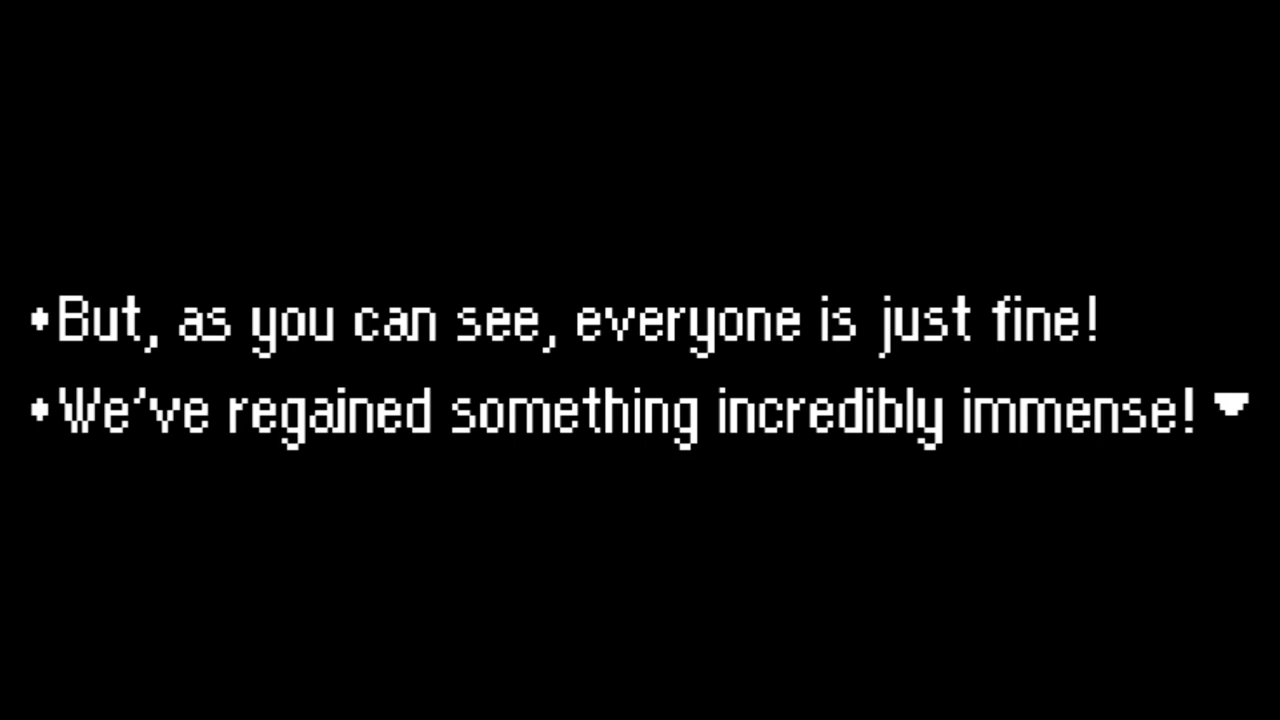 •But, as you can see, everyone is just fine!
•We've regained something incredibly immense!